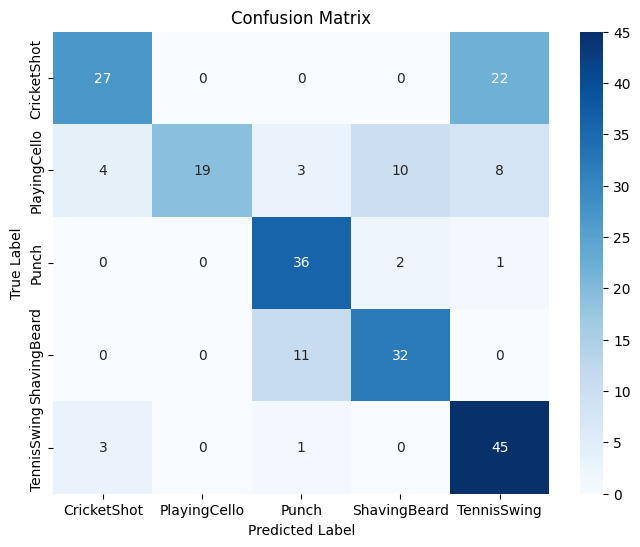 Confusion Matrix
True Label
CricketShot
27 0 0 0 22
PlayingCello
4 19 3 10 8
Punch
0 0 36 2 1
ShavingBeard
0 0 11 32 0
TennisSwing
3 0 1 0 45
CricketShot PlayingCello Punch ShavingBeard TennisSwing
Predicted Label
45
40
35
30
25
20
15
10
5
0